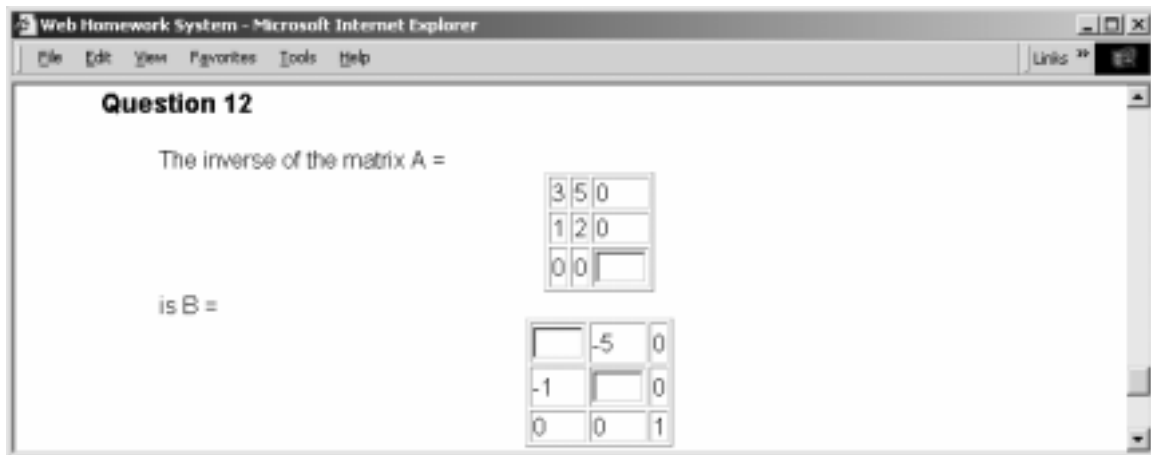 Web Homework System - Microsoft Internet Explorer
File Edit View Favorites Tools Help Links »
Question 12
The inverse of the matrix A =
3 5 0
1 2 0
0 0
is B =
-5 0
-1 0
0 0 1